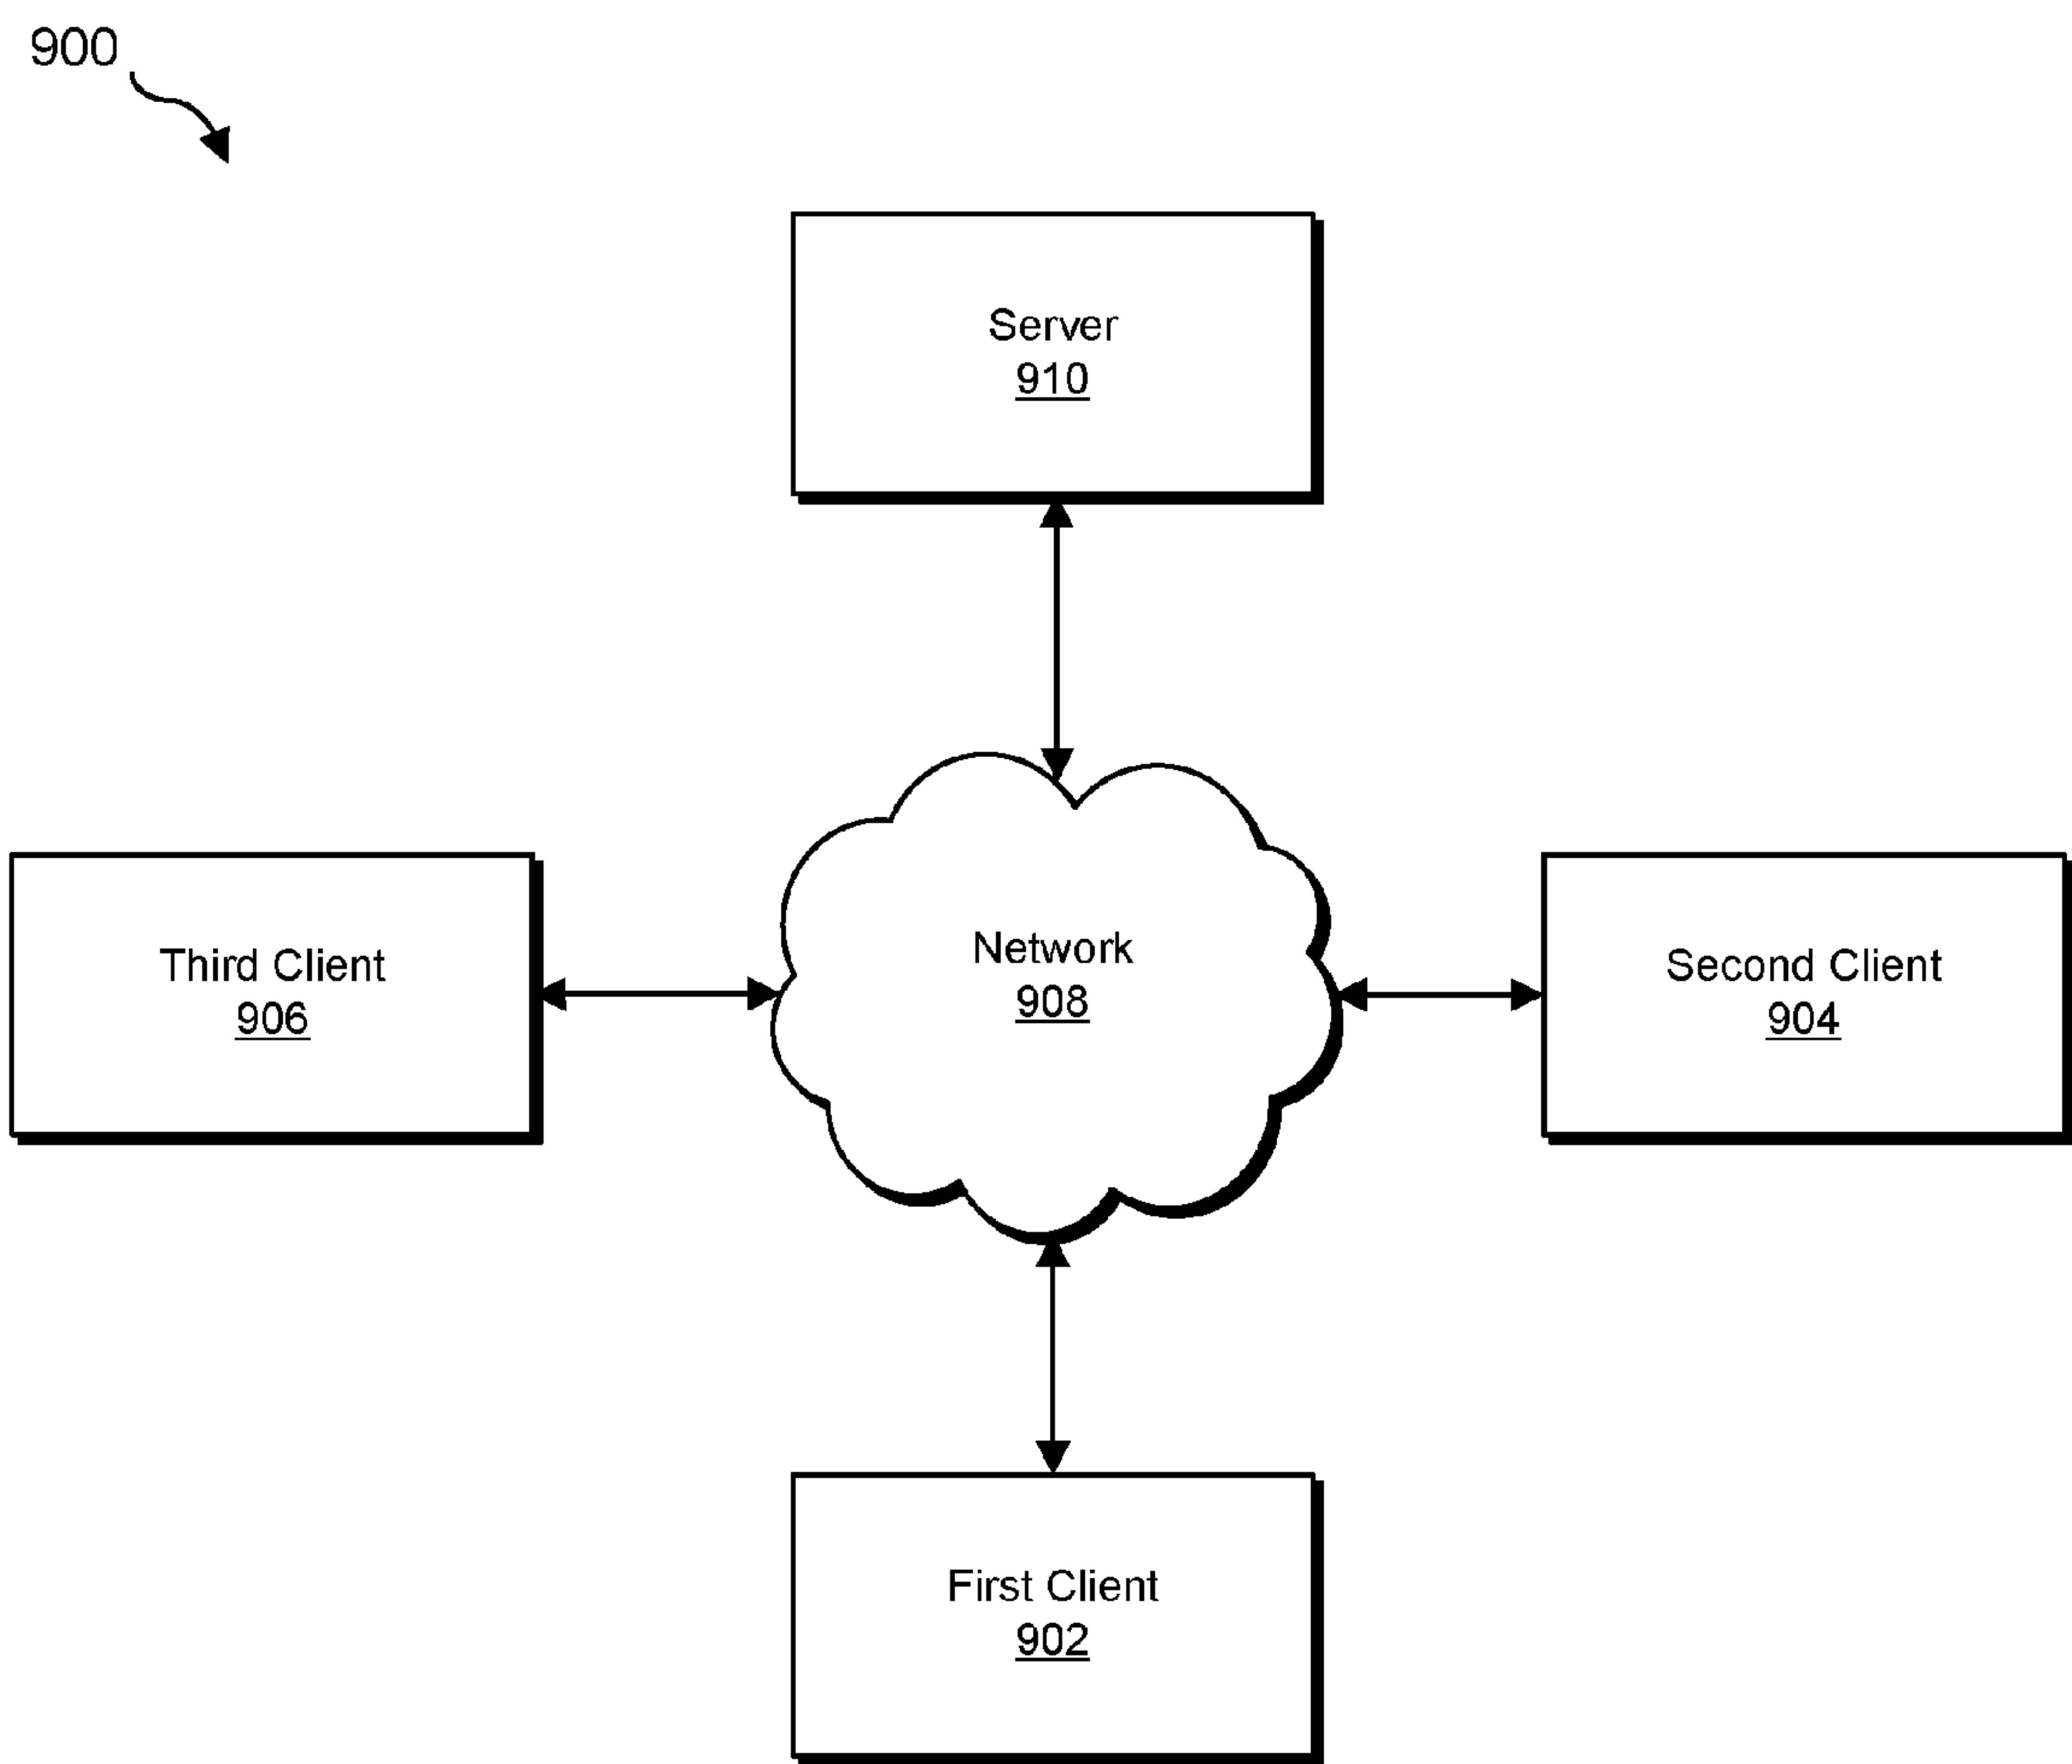 900
Server
910
Network
908
Third Client
906
Second Client
904
First Client
902